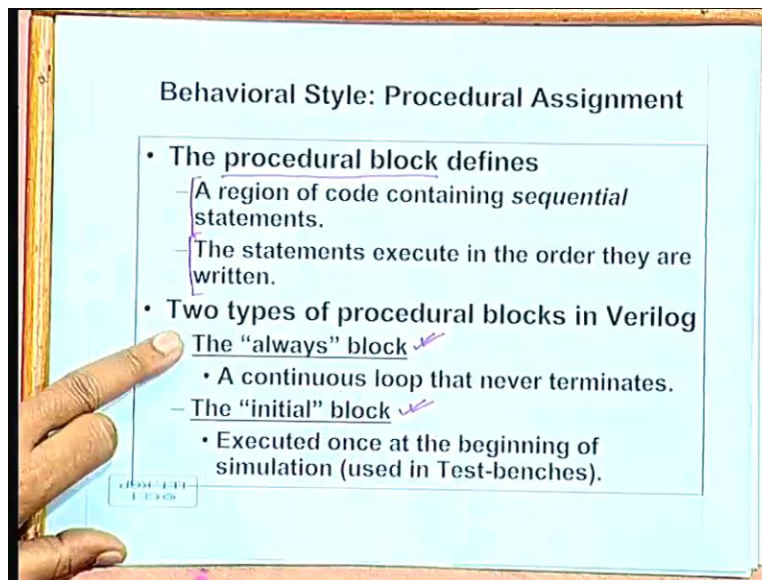 Behavioral Style: Procedural Assignment
• The procedural block defines
– A region of code containing sequential
statements.
– The statements execute in the order they are
written.
• Two types of procedural blocks in Verilog
The “always” block
• A continuous loop that never terminates.
– The “initial” block
• Executed once at the beginning of
simulation (used in Test-benches).